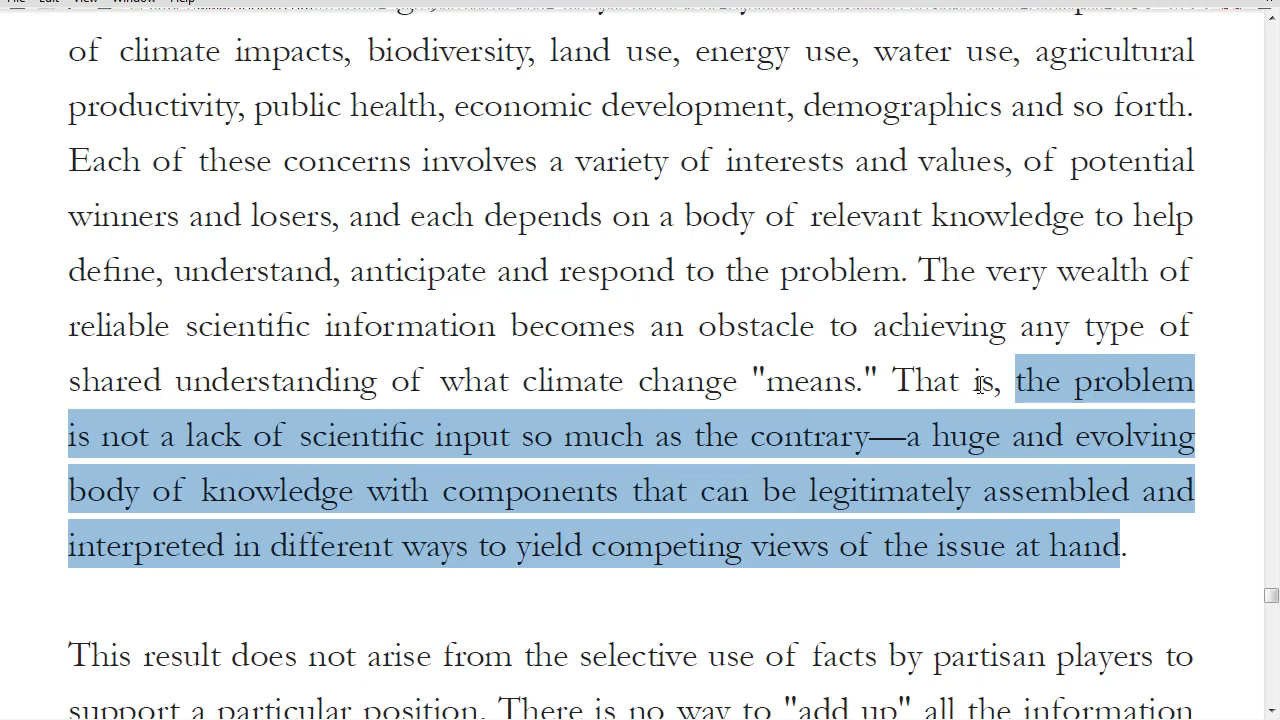 File Edit View Window Help
of climate impacts, biodiversity, land use, energy use, water use, agricultural
productivity, public health, economic development, demographics and so forth.
Each of these concerns involves a variety of interests and values, of potential
winners and losers, and each depends on a body of relevant knowledge to help
define, understand, anticipate and respond to the problem. The very wealth of
reliable scientific information becomes an obstacle to achieving any type of
shared understanding of what climate change "means." That is, the problem
is not a lack of scientific input so much as the contrary—a huge and evolving
body of knowledge with components that can be legitimately assembled and
interpreted in different ways to yield competing views of the issue at hand.
This result does not arise from the selective use of facts by partisan players to
support a particular position. There is no way to "add up" all the information